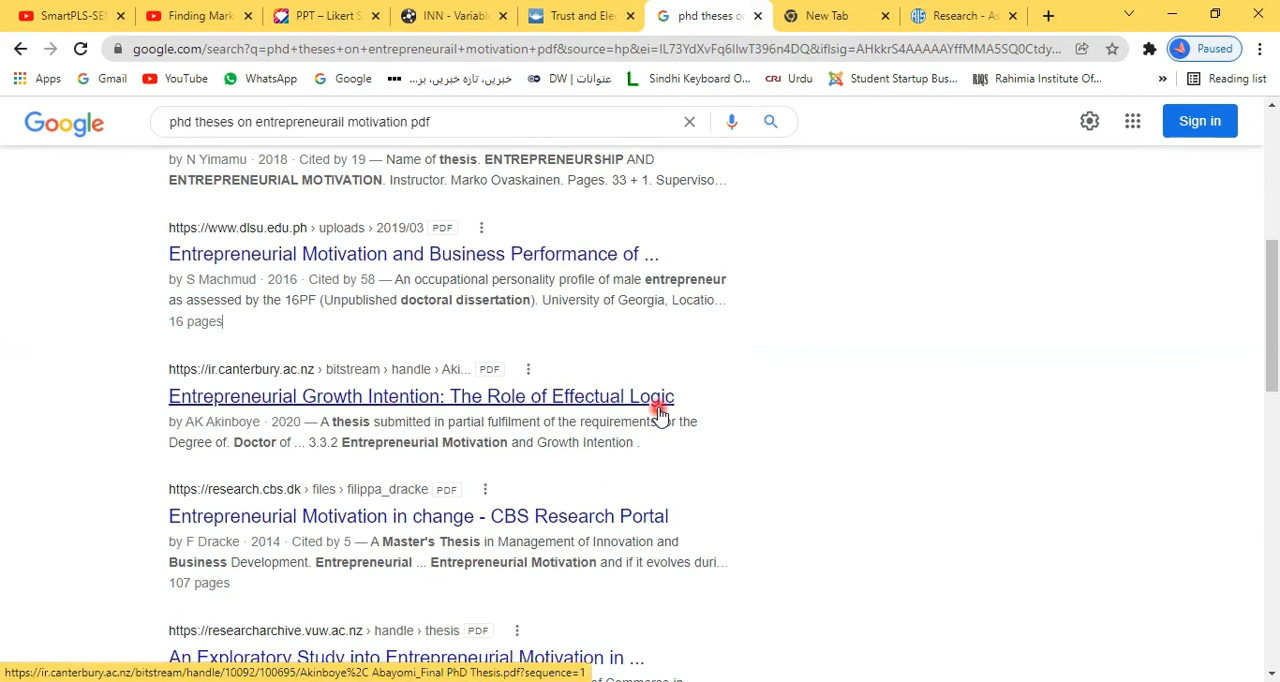 SmartPLS-SE
Finding Mark
PPT – Likert S
INN - Variabl
Trust and Ele
phd theses o
New Tab
Research - As
google.com/search?q=phd+theses+on+entrepreneurail+motivation+pdf&source=hp&ei=IL73YdXvFq6IlwT396n4DQ&iflsig=AHkkrS4AAAAAYffMMA5SQ0Ctdy...
Paused
Apps
Gmail
YouTube
WhatsApp
Google
خبریں، تازہ خبریں، بر...
DW | عنوانات
Sindhi Keyboard O...
CRI Urdu
Student Startup Bus...
RIQS Rahimia Institute Of...
»
Reading list
Google
phd theses on entrepreneurail motivation pdf
Sign in
by N Yimamu · 2018 · Cited by 19 — Name of thesis. ENTREPRENEURSHIP AND
ENTREPRENEURIAL MOTIVATION. Instructor. Marko Ovaskainen. Pages. 33 + 1. Superviso...
https://www.dlsu.edu.ph › uploads › 2019/03 PDF
Entrepreneurial Motivation and Business Performance of ...
by S Machmud · 2016 · Cited by 58 — An occupational personality profile of male entrepreneur
as assessed by the 16PF (Unpublished doctoral dissertation). University of Georgia, Locatio...
16 pages
https://ir.canterbury.ac.nz › bitstream › handle › Aki... PDF
Entrepreneurial Growth Intention: The Role of Effectual Logic
by AK Akinboye · 2020 — A thesis submitted in partial fulfilment of the requirements for the
Degree of. Doctor of ... 3.3.2 Entrepreneurial Motivation and Growth Intention .
https://research.cbs.dk › files › filippa_dracke PDF
Entrepreneurial Motivation in change - CBS Research Portal
by F Dracke · 2014 · Cited by 5 — A Master's Thesis in Management of Innovation and
Business Development. Entrepreneurial ... Entrepreneurial Motivation and if it evolves duri...
107 pages
https://researcharchive.vuw.ac.nz › handle › thesis PDF
An Exploratory Study into Entrepreneurial Motivation in ...
https://ir.canterbury.ac.nz/bitstream/handle/10092/100695/Akinboye%2C Abayomi_Final PhD Thesis.pdf?sequence=1